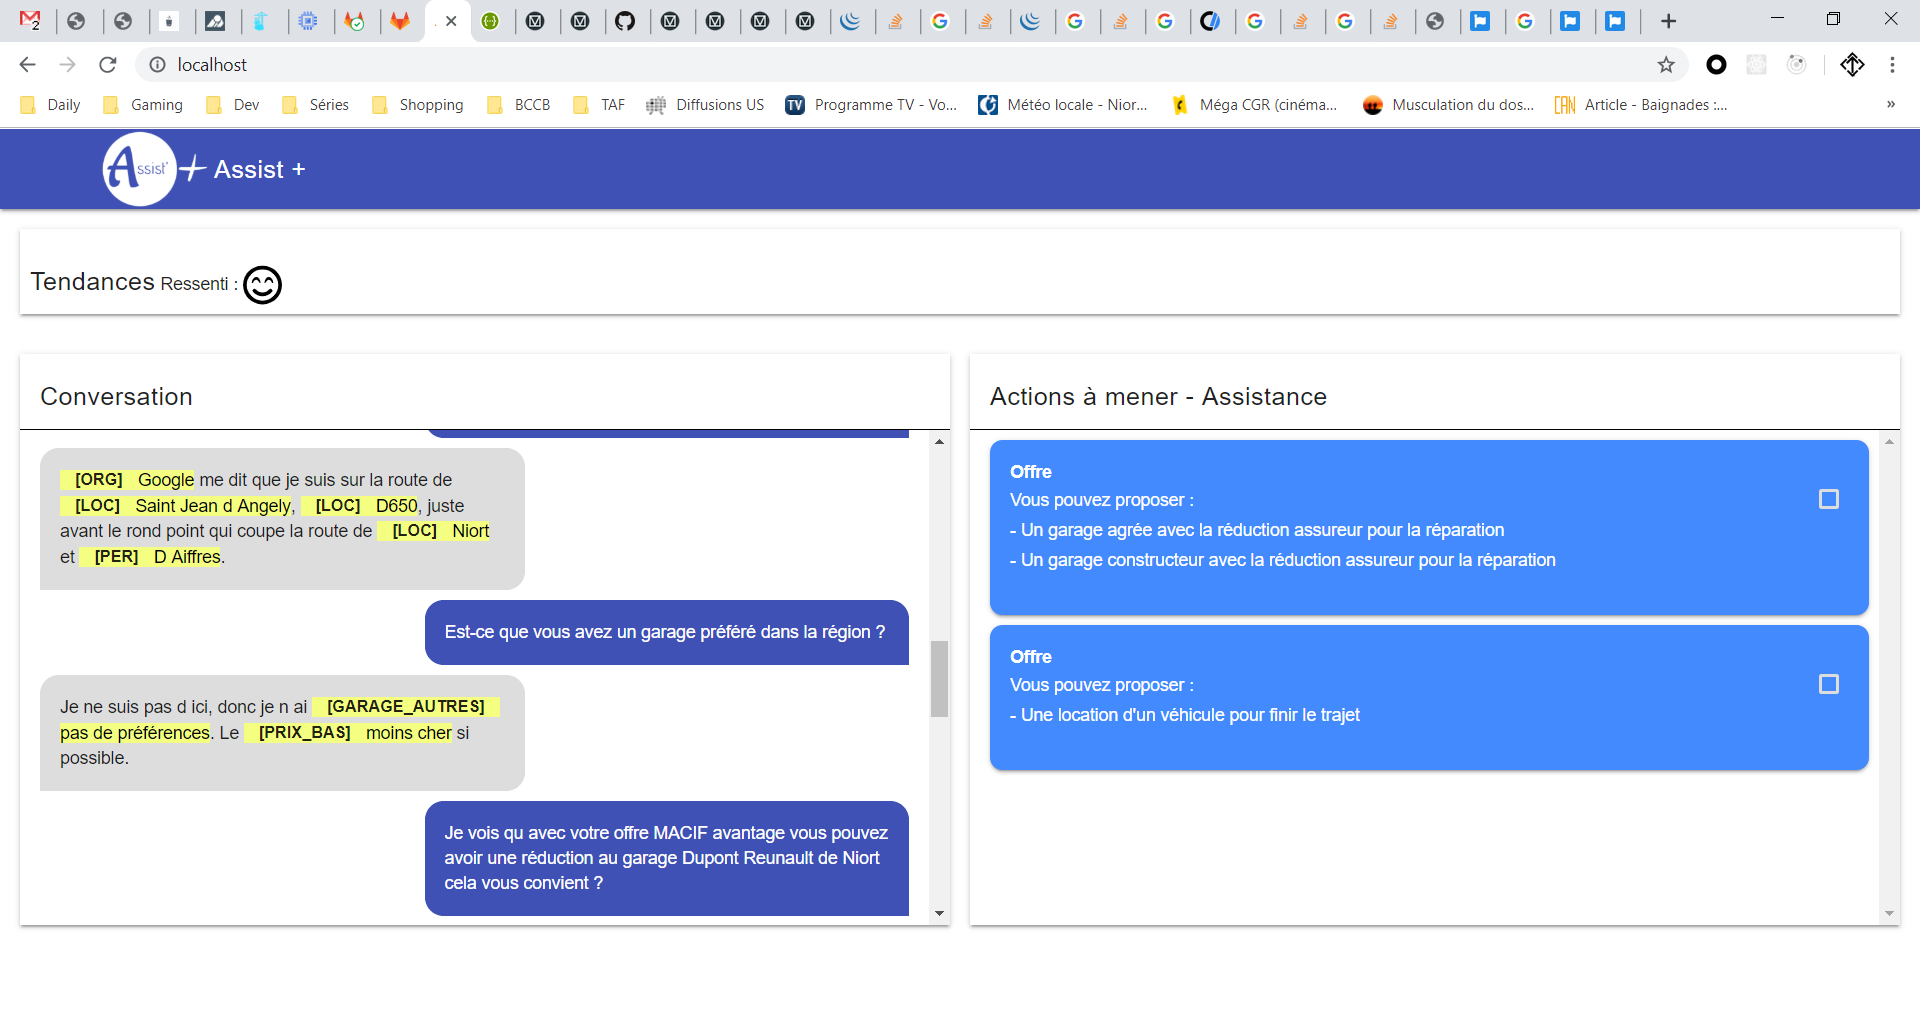 2
localhost
Daily
Gaming
Dev
Séries
Shopping
BCCB
TAF
Diffusions US
TV
Programme TV - Vo...
Météo locale - Nior...
Méga CGR (cinéma...
Musculation du dos...
CAN
Article - Baignades :...
»
Assist'
+
Assist +
Tendances Ressenti :
Conversation
[ORG] Google me dit que je suis sur la route de
[LOC] Saint Jean d Angely, [LOC] D650, juste
avant le rond point qui coupe la route de [LOC] Niort
et [PER] D Aiffres.
Est-ce que vous avez un garage préféré dans la région ?
Je ne suis pas d ici, donc je n ai [GARAGE_AUTRES]
pas de préférences. Le [PRIX_BAS] moins cher si
possible.
Je vois qu avec votre offre MACIF avantage vous pouvez
avoir une réduction au garage Dupont Reunault de Niort
cela vous convient ?
Actions à mener - Assistance
Offre
Vous pouvez proposer :
- Un garage agrée avec la réduction assureur pour la réparation
- Un garage constructeur avec la réduction assureur pour la réparation
Offre
Vous pouvez proposer :
- Une location d'un véhicule pour finir le trajet